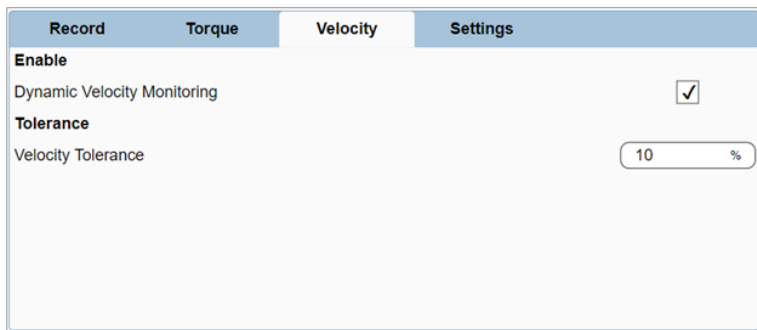 Record Torque Velocity Settings
Enable
Dynamic Velocity Monitoring
Tolerance
Velocity Tolerance 10 %